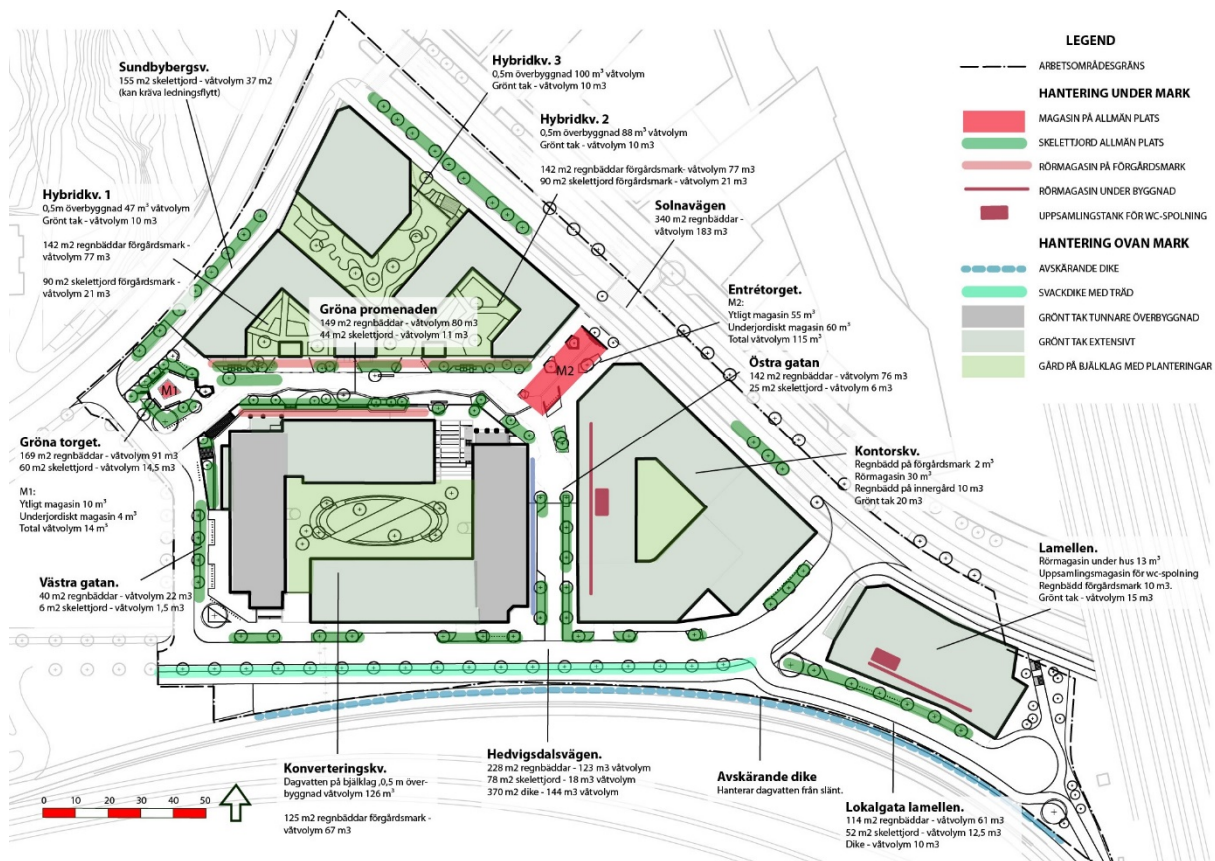 Sundbybergsv.
155 m2 skelettjord - våtvolym 37 m2
(kan kräva ledningsflytt)
Hybridkv. 3
0,5m överbyggnad 100 m³ våtvolym
Grönt tak - våtvolym 10 m3
Hybridkv. 2
0,5m överbyggnad 88 m³ våtvolym
Grönt tak - våtvolym 10 m3
142 m2 regnbäddar förgårdsmark- våtvolym 77 m3
90 m2 skelettjord förgårdsmark - våtvolym 21 m3
Hybridkv. 1
0,5m överbyggnad 47 m³ våtvolym
Grönt tak - våtvolym 10 m3
142 m2 regnbäddar förgårdsmark -
våtvolym 77 m3
90 m2 skelettjord förgårdsmark -
våtvolym 21 m3
Solnavägen
340 m2 regnbäddar -
våtvolym 183 m3
Gröna promenaden
149 m2 regnbäddar - våtvolym 80 m3
44 m2 skelettjord - våtvolym 11 m3
Entrétorget.
M2:
Ytligt magasin 55 m³
Underjordiskt magasin 60 m³
Total våtvolym 115 m³
M2
M1
Östra gatan
142 m2 regnbäddar - våtvolym 76 m3
25 m2 skelettjord - våtvolym 6 m3
Gröna torget.
169 m2 regnbäddar - våtvolym 91 m3
60 m2 skelettjord - våtvolym 14,5 m3
M1:
Ytligt magasin 10 m³
Underjordiskt magasin 4 m³
Total våtvolym 14 m³
Kontorskv.
Regnbädd på förgårdsmark 2 m³
Rörmagasin 30 m³
Regnbädd på innergård 10 m3
Grönt tak 20 m3
Västra gatan.
40 m2 regnbäddar - våtvolym 22 m3
6 m2 skelettjord - våtvolym 1,5 m3
Lamellen.
Rörmagasin under hus 13 m³
Uppsamlingsmagasin för wc-spolning
Regnbädd förgårdsmark 10 m3.
Grönt tak - våtvolym 15 m3
Konverteringskv.
Dagvatten på bjälklag ,0,5 m över-
byggnad våtvolym 126 m³
125 m2 regnbäddar förgårdsmark -
våtvolym 67 m3
Hedvigsdalsvägen.
228 m2 regnbäddar - 123 m3 våtvolym
78 m2 skelettjord - 18 m3 våtvolym
370 m2 dike - 144 m3 våtvolym
Avskärande dike
Hanterar dagvatten från slänt.
Lokalgata lamellen.
114 m2 regnbäddar - våtvolym 61 m3
52 m2 skelettjord - våtvolym 12,5 m3
Dike - våtvolym 10 m3
0 10 20 30 40 50
LEGEND
ARBETSOMRÅDESGRÄNS
HANTERING UNDER MARK
MAGASIN PÅ ALLMÄN PLATS
SKELETTJORD ALLMÄN PLATS
RÖRMAGASIN PÅ FÖRGÅRDSMARK
RÖRMAGASIN UNDER BYGGNAD
UPPSAMLINGSTANK FÖR WC-SPOLNING
HANTERING OVAN MARK
AVSKÄRANDE DIKE
SVACKDIKE MED TRÄD
GRÖNT TAK TUNNARE ÖVERBYGGNAD
GRÖNT TAK EXTENSIVT
GÅRD PÅ BJÄLKLAG MED PLANTERINGAR